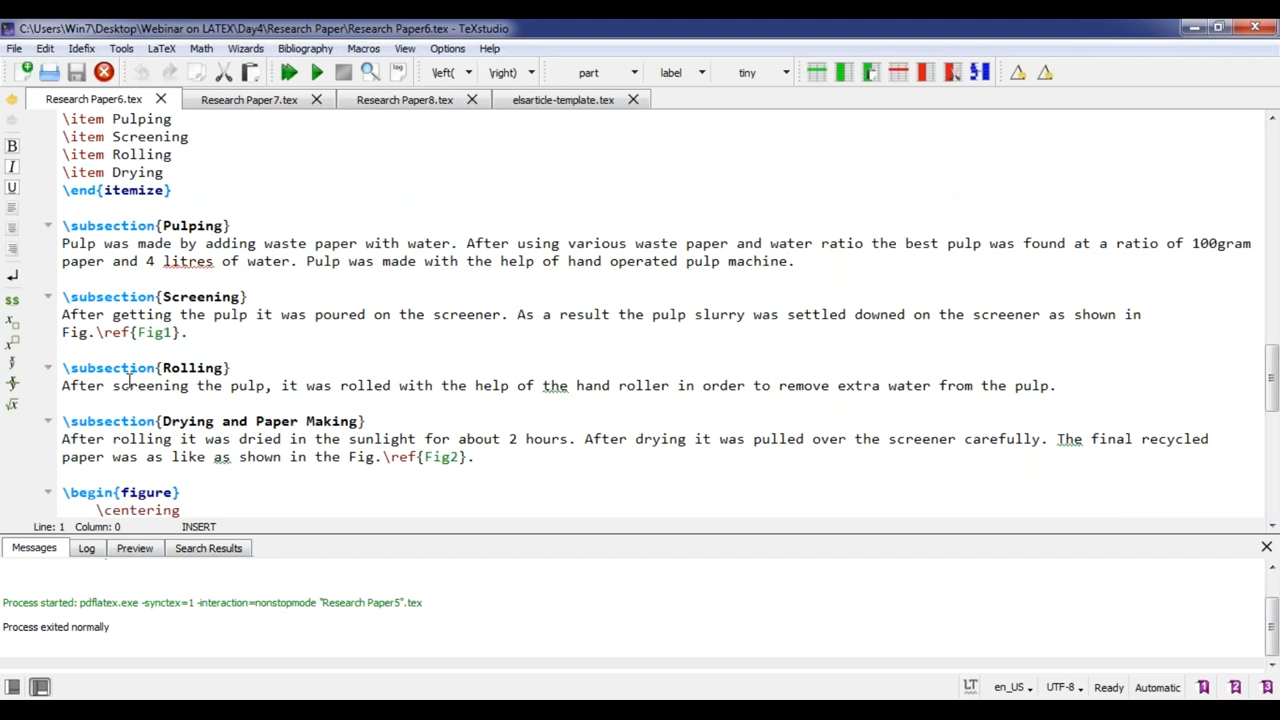 C:\Users\Win7\Desktop\Webinar on LATEX\Day4\Research Paper\Research Paper6.tex - TeXstudio
File Edit Idefix Tools LaTeX Math Wizards Bibliography Macros View Options Help
\left( \right) part label tiny
Research Paper6.tex Research Paper7.tex Research Paper8.tex elsarticle-template.tex
\item Pulping
\item Screening
\item Rolling
\item Drying
\end{itemize}
\subsection{Pulping}
Pulp was made by adding waste paper with water. After using various waste paper and water ratio the best pulp was found at a ratio of 100gram
paper and 4 litres of water. Pulp was made with the help of hand operated pulp machine.
\subsection{Screening}
After getting the pulp it was poured on the screener. As a result the pulp slurry was settled downed on the screener as shown in
Fig.\ref{Fig1}.
\subsection{Rolling}
After screening the pulp, it was rolled with the help of the hand roller in order to remove extra water from the pulp.
\subsection{Drying and Paper Making}
After rolling it was dried in the sunlight for about 2 hours. After drying it was pulled over the screener carefully. The final recycled
paper was as like as shown in the Fig.\ref{Fig2}.
\begin{figure}
\centering
Line: 1 Column: 0 INSERT
Messages Log Preview Search Results
Process started: pdflatex.exe -synctex=1 -interaction=nonstopmode "Research Paper5".tex
Process exited normally
LT en_US UTF-8 Ready Automatic 1 2 3